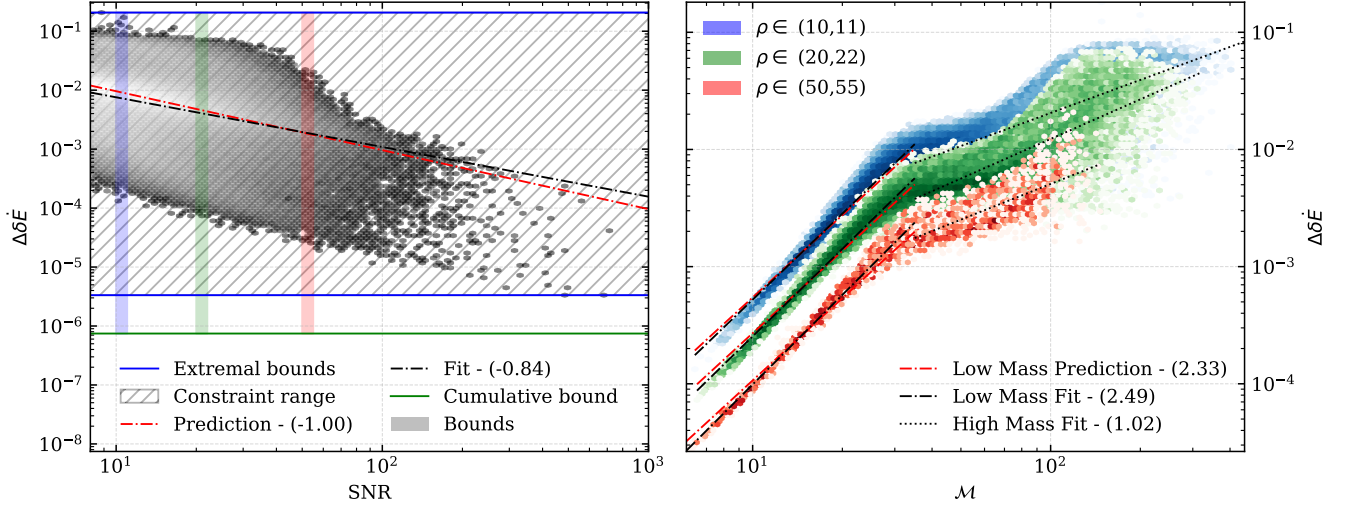 10⁻¹
10⁻²
10⁻³
10⁻⁴
10⁻⁵
10⁻⁶
10⁻⁷
10⁻⁸
ΔδĖ
Extremal bounds
Constraint range
Prediction - (-1.00)
Fit - (-0.84)
Cumulative bound
Bounds
10¹
10²
10³
SNR
ρ ∈ (10,11)
ρ ∈ (20,22)
ρ ∈ (50,55)
Low Mass Prediction - (2.33)
Low Mass Fit - (2.49)
High Mass Fit - (1.02)
10⁻¹
10⁻²
10⁻³
10⁻⁴
ΔδĖ
10¹
10²
ℳ